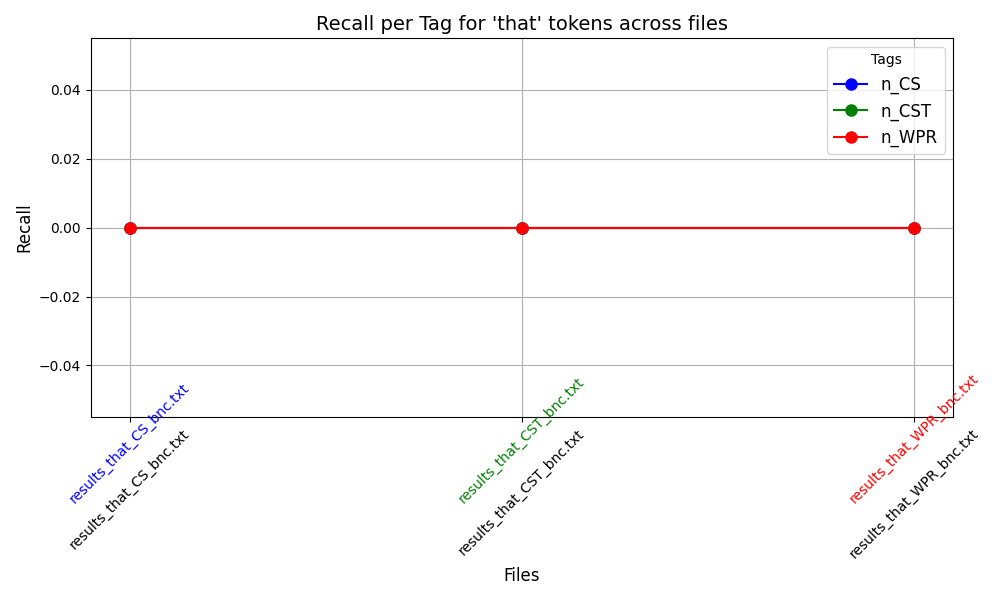 Recall per Tag for 'that' tokens across files
Tags
n_CS
n_CST
n_WPR
Recall
0.04
0.02
0.00
−0.02
−0.04
results_that_CS_bnc.txt
results_that_CST_bnc.txt
results_that_WPR_bnc.txt
results_that_CS_bnc.txt
results_that_CST_bnc.txt
results_that_WPR_bnc.txt
Files